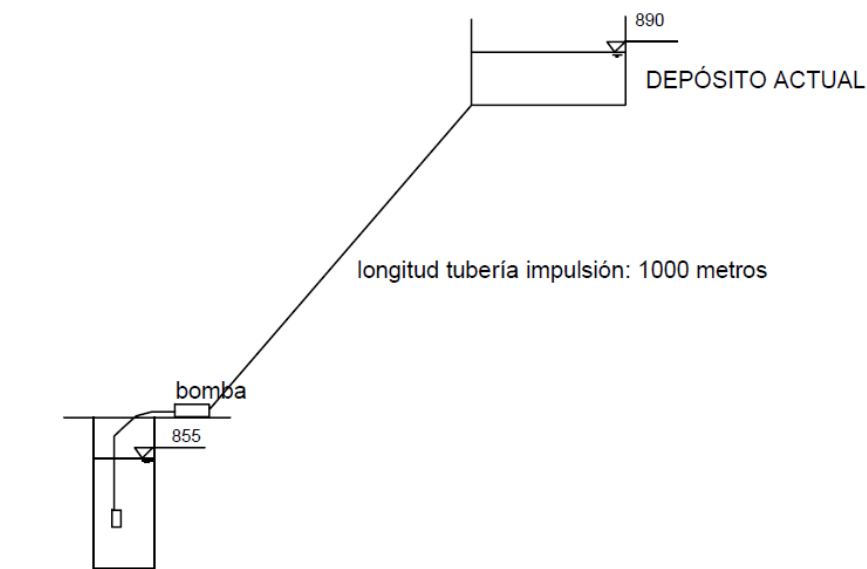 890
DEPÓSITO ACTUAL
longitud tubería impulsión: 1000 metros
bomba
855